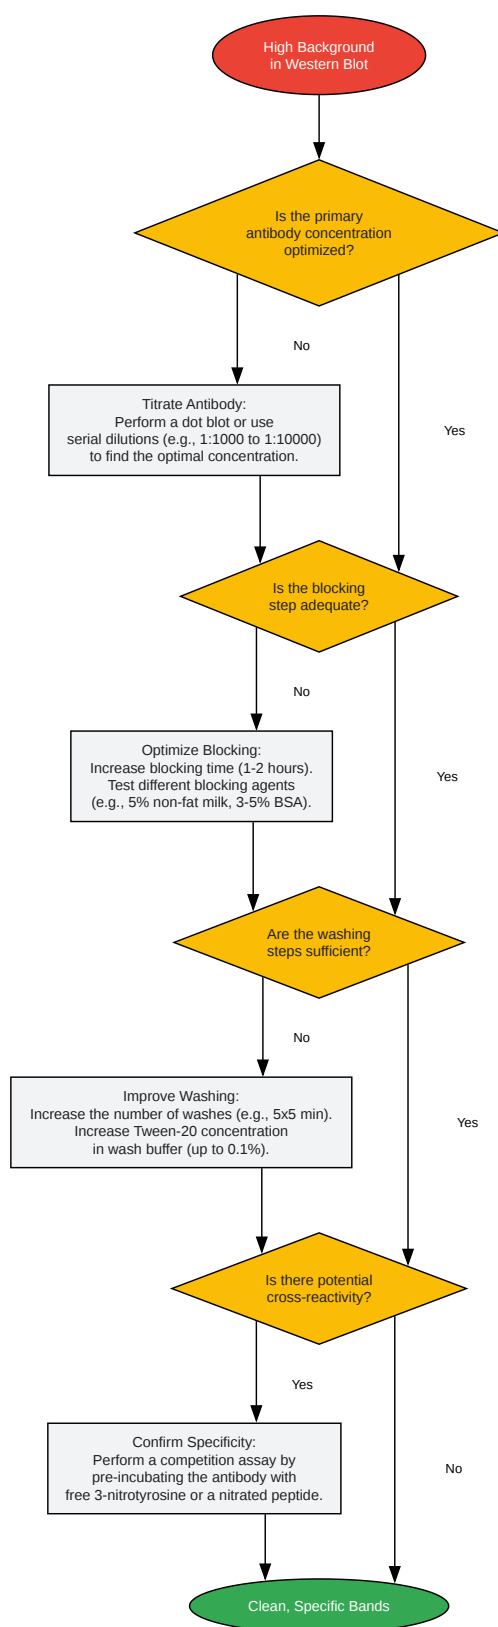 High Background
in Western Blot
Is the primary
antibody concentration
optimized?
No
Titrate Antibody:
Perform a dot blot or use
serial dilutions (e.g., 1:1000 to 1:10000)
to find the optimal concentration.
Yes
Is the blocking
step adequate?
No
Optimize Blocking:
Increase blocking time (1-2 hours).
Test different blocking agents
(e.g., 5% non-fat milk, 3-5% BSA).
Yes
Are the washing
steps sufficient?
No
Improve Washing:
Increase the number of washes (e.g., 5x5 min).
Increase Tween-20 concentration
in wash buffer (up to 0.1%).
Yes
Is there potential
cross-reactivity?
Yes
Confirm Specificity:
Perform a competition assay by
pre-incubating the antibody with
free 3-nitrotyrosine or a nitrated peptide.
No
Clean, Specific Bands